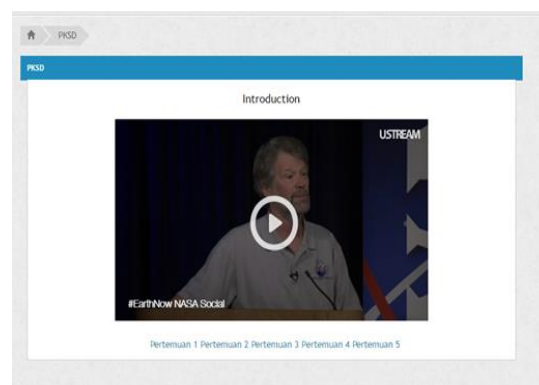 PKSD
PKSD
Introduction
USTREAM
#EarthNow NASA Social
Pertemuan 1 Pertemuan 2 Pertemuan 3 Pertemuan 4 Pertemuan 5